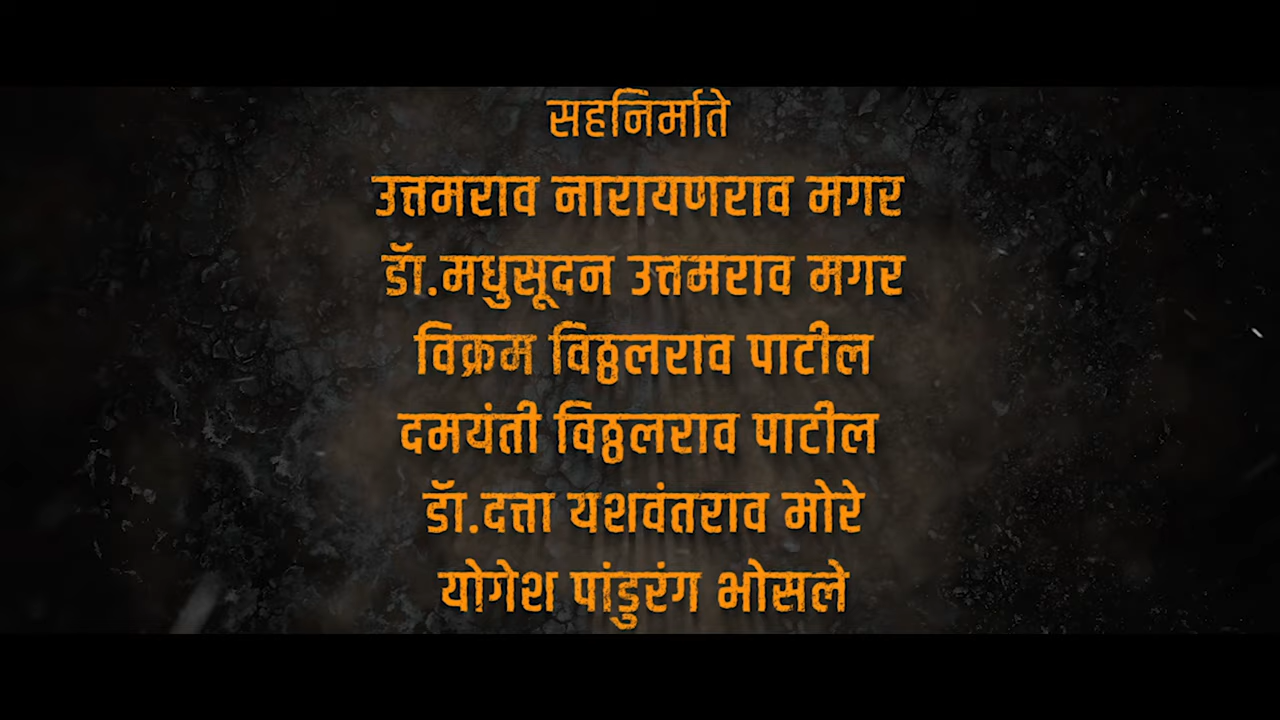 सहनिर्माते
उत्तमराव नारायणराव मगर
डॉ.मधुसूदन उत्तमराव मगर
विक्रम विठ्ठलराव पाटील
दमयंती विठ्ठलराव पाटील
डॉ.दत्ता यशवंतराव मोरे
योगेश पांडुरंग भोसले